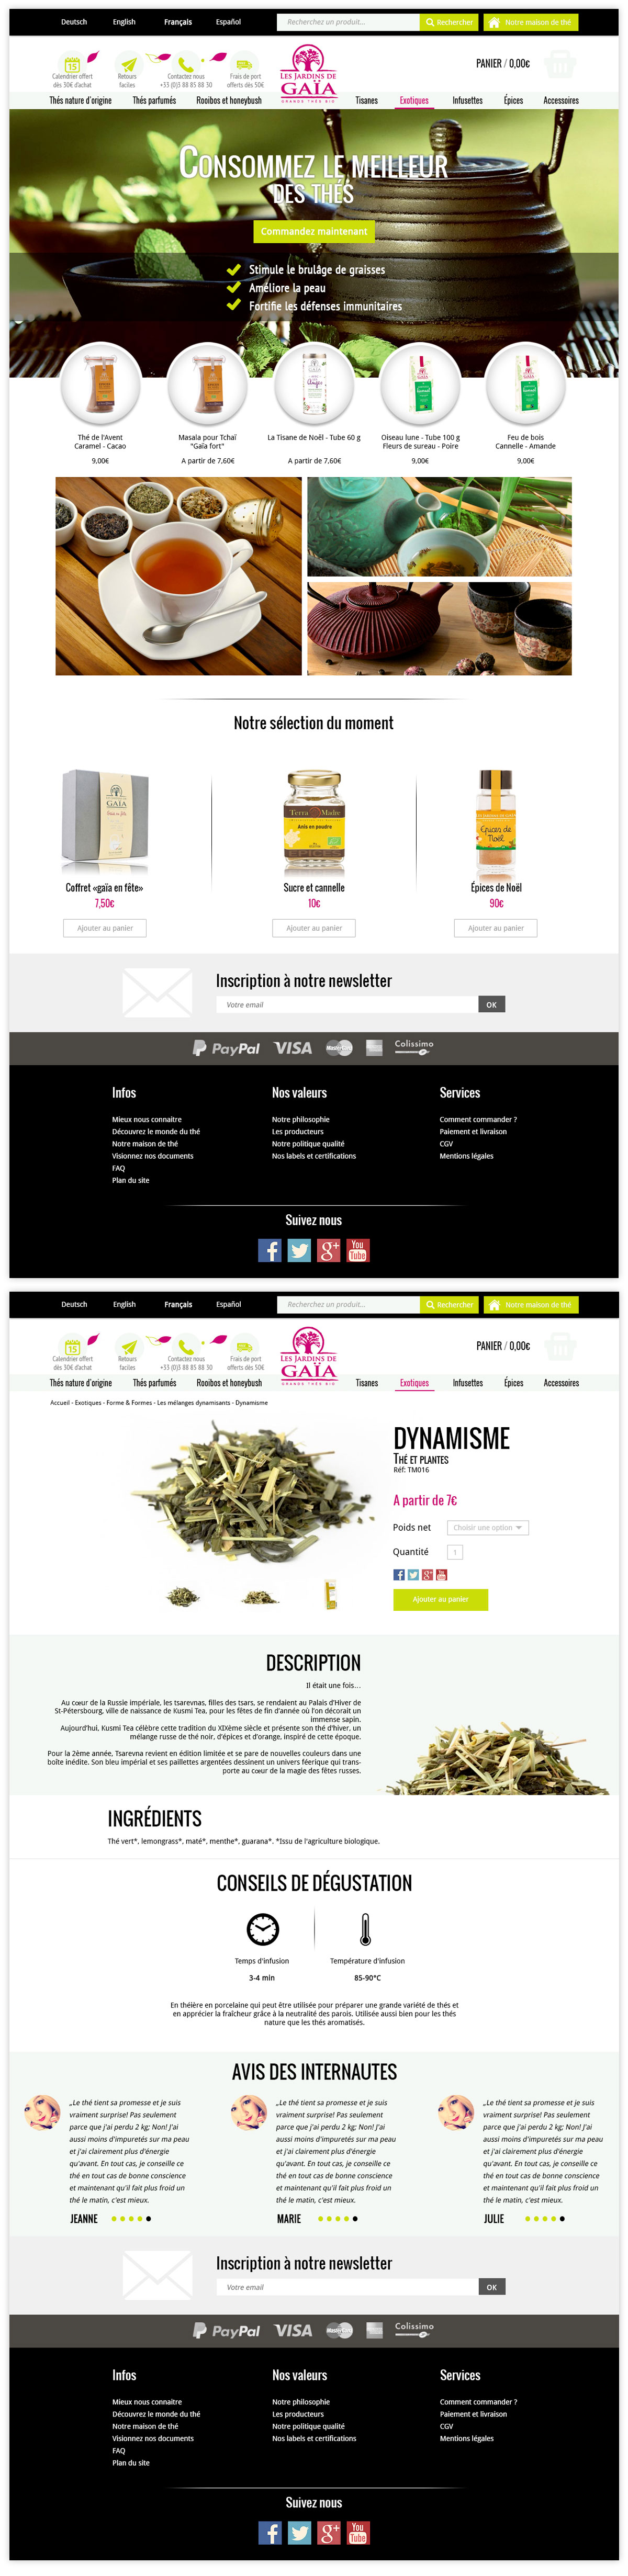 Deutsch English Français Español Recherchez un produit... Rechercher Notre maison de thé
Calendrier offert
dès 30€ d'achat
Retours
faciles
Contactez nous
+33 (0)3 88 85 88 30
Frais de port
offerts dès 50€
LES JARDINS DE
GAÏA
GRANDS THÉS BIO
PANIER / 0,00€
Thés nature d'origine Thés parfumés Rooibos et honeybush Tisanes Exotiques Infusettes Épices Accessoires
CONSOMMEZ LE MEILLEUR
DES THÉS
Commandez maintenant
Stimule le brulâge de graisses
Améliore la peau
Fortifie les défenses immunitaires
Thé de l'Avent
Caramel - Cacao
9,00€
Masala pour Tchaï
"Gaïa fort"
A partir de 7,60€
La Tisane de Noël - Tube 60 g
A partir de 7,60€
Oiseau lune - Tube 100 g
Fleurs de sureau - Poire
9,00€
Feu de bois
Cannelle - Amande
9,00€
Notre sélection du moment
GAÏA
Terra Madre
Anis en poudre
EPICES
Epices de
Noël
Coffret «gaïa en fête»
7,50€
Ajouter au panier
Sucre et cannelle
10€
Ajouter au panier
Épices de Noël
90€
Ajouter au panier
Inscription à notre newsletter
Votre email OK
PayPal VISA MasterCard Colissimo
Infos
Mieux nous connaitre
Découvrez le monde du thé
Notre maison de thé
Visionnez nos documents
FAQ
Plan du site
Nos valeurs
Notre philosophie
Les producteurs
Notre politique qualité
Nos labels et certifications
Services
Comment commander ?
Paiement et livraison
CGV
Mentions légales
Suivez nous
f g+ You Tube
Deutsch English Français Español Recherchez un produit... Rechercher Notre maison de thé
Calendrier offert
dès 30€ d'achat
Retours
faciles
Contactez nous
+33 (0)3 88 85 88 30
Frais de port
offerts dès 50€
LES JARDINS DE
GAÏA
GRANDS THÉS BIO
PANIER / 0,00€
Thés nature d'origine Thés parfumés Rooibos et honeybush Tisanes Exotiques Infusettes Épices Accessoires
Accueil - Exotiques - Forme & Formes - Les mélanges dynamisants - Dynamisme
DYNAMISME
THÉ ET PLANTES
Réf: TM016
A partir de 7€
Poids net Choisir une option
Quantité 1
f g+ You Tube
Ajouter au panier
DESCRIPTION
Il était une fois…
Au cœur de la Russie impériale, les tsarevnas, filles des tsars, se rendaient au Palais d'Hiver de
St-Pétersbourg, ville de naissance de Kusmi Tea, pour les fêtes de fin d'année où l'on décorait un
immense sapin.
Aujourd'hui, Kusmi Tea célèbre cette tradition du XIXème siècle et présente son thé d'hiver, un
mélange russe de thé noir, d'épices et d'orange, inspiré de cette époque.
Pour la 2ème année, Tsarevna revient en édition limitée et se pare de nouvelles couleurs dans une
boîte inédite. Son bleu impérial et ses paillettes argentées dessinent un univers féerique qui trans-
porte au cœur de la magie des fêtes russes.
INGRÉDIENTS
Thé vert*, lemongrass*, maté*, menthe*, guarana*. *Issu de l'agriculture biologique.
CONSEILS DE DÉGUSTATION
Temps d'infusion
3-4 min
Température d'infusion
85-90°C
En théière en porcelaine qui peut être utilisée pour préparer une grande variété de thés et
en apprécier la fraîcheur grâce à la neutralité des parois. Utilisée aussi bien pour les thés
nature que les thés aromatisés.
AVIS DES INTERNAUTES
„Le thé tient sa promesse et je suis
vraiment surprise! Pas seulement
parce que j'ai perdu 2 kg; Non! J'ai
aussi moins d'impuretés sur ma peau
et j'ai clairement plus d'énergie
qu'avant. En tout cas, je conseille ce
thé en tout cas de bonne conscience
et maintenant qu'il fait plus froid un
thé le matin, c'est mieux.
JEANNE
„Le thé tient sa promesse et je suis
vraiment surprise! Pas seulement
parce que j'ai perdu 2 kg; Non! J'ai
aussi moins d'impuretés sur ma peau
et j'ai clairement plus d'énergie
qu'avant. En tout cas, je conseille ce
thé en tout cas de bonne conscience
et maintenant qu'il fait plus froid un
thé le matin, c'est mieux.
MARIE
„Le thé tient sa promesse et je suis
vraiment surprise! Pas seulement
parce que j'ai perdu 2 kg; Non! J'ai
aussi moins d'impuretés sur ma peau
et j'ai clairement plus d'énergie
qu'avant. En tout cas, je conseille ce
thé en tout cas de bonne conscience
et maintenant qu'il fait plus froid un
thé le matin, c'est mieux.
JULIE
Inscription à notre newsletter
Votre email OK
PayPal VISA MasterCard Colissimo
Infos
Mieux nous connaitre
Découvrez le monde du thé
Notre maison de thé
Visionnez nos documents
FAQ
Plan du site
Nos valeurs
Notre philosophie
Les producteurs
Notre politique qualité
Nos labels et certifications
Services
Comment commander ?
Paiement et livraison
CGV
Mentions légales
Suivez nous
f g+ You Tube